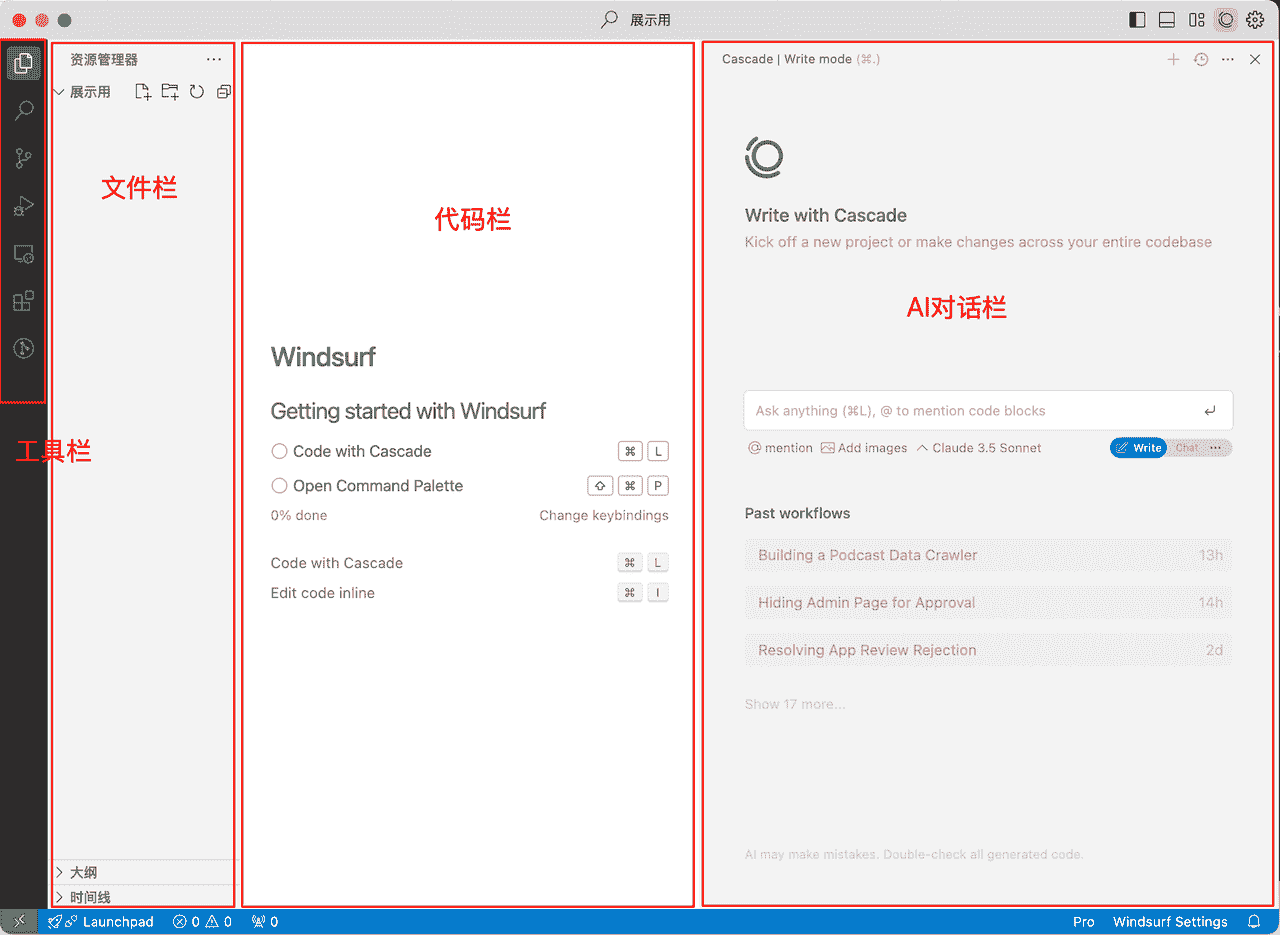 展示用
资源管理器
展示用
文件栏
大纲
时间线
工具栏
代码栏
Windsurf
Getting started with Windsurf
Code with Cascade ⌘ L
Open Command Palette ⇧ ⌘ P
0% done Change keybindings
Code with Cascade ⌘ L
Edit code inline ⌘ I
Cascade | Write mode (⌘.)
Write with Cascade
Kick off a new project or make changes across your entire codebase
AI对话栏
Ask anything (⌘L), @ to mention code blocks
@ mention Add images Claude 3.5 Sonnet Write Chat ...
Past workflows
Building a Podcast Data Crawler 13h
Hiding Admin Page for Approval 14h
Resolving App Review Rejection 2d
Show 17 more...
AI may make mistakes. Double-check all generated code.
Launchpad 0 0 0 Pro Windsurf Settings